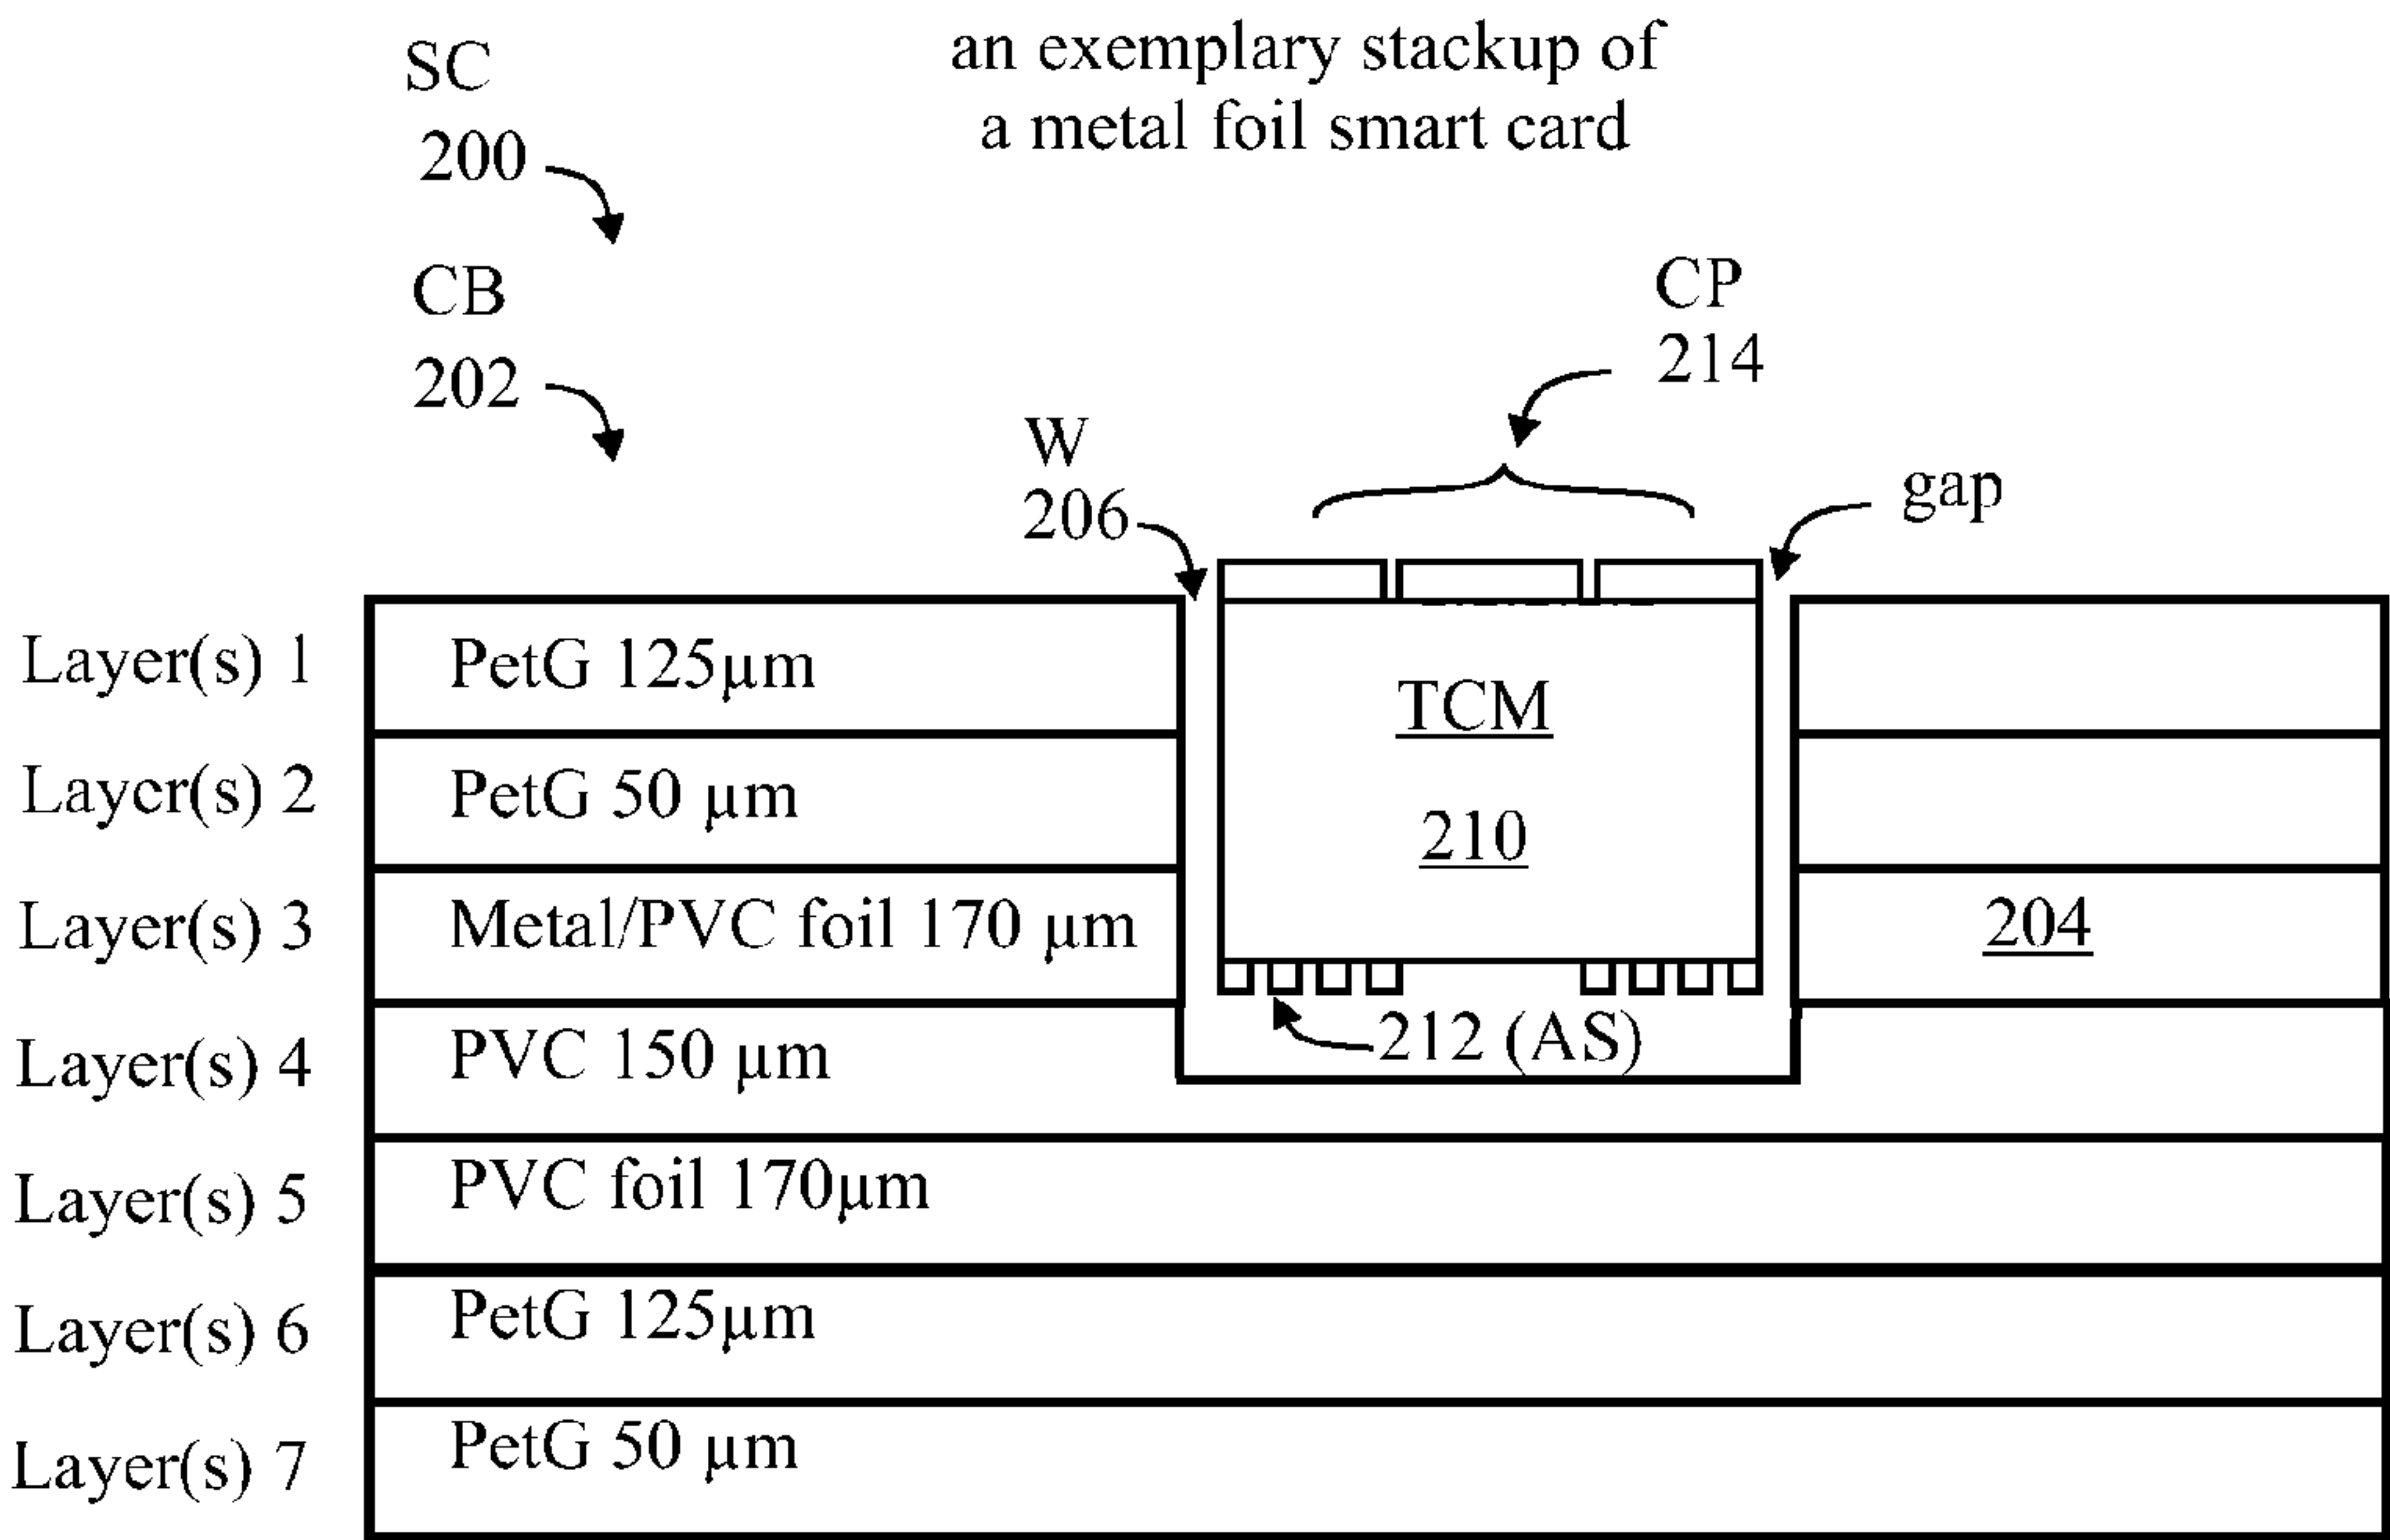 SC
200
an exemplary stackup of
a metal foil smart card
CB
202
CP
214
W
206
gap
Layer(s) 1 PetG 125µm
TCM
Layer(s) 2 PetG 50 µm
210
Layer(s) 3 Metal/PVC foil 170 µm
204
212 (AS)
Layer(s) 4 PVC 150 µm
Layer(s) 5 PVC foil 170µm
Layer(s) 6 PetG 125µm
Layer(s) 7 PetG 50 µm